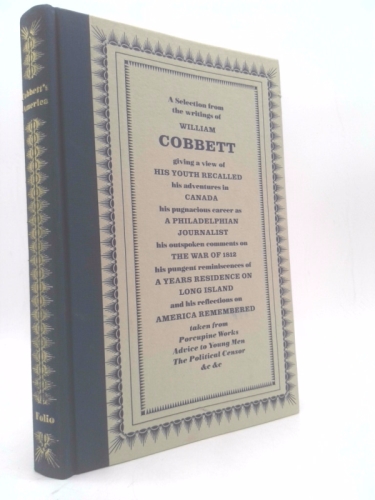 Cobbett's
America
Folio
A Selection from
the writings of
WILLIAM
COBBETT
giving a view of
HIS YOUTH RECALLED
his adventures in
CANADA
his pugnacious career as
A PHILADELPHIAN
JOURNALIST
his outspoken comments on
THE WAR OF 1812
his pungent reminiscences of
A YEARS RESIDENCE ON
LONG ISLAND
and his reflections on
AMERICA REMEMBERED
taken from
Porcupine Works
Advice to Young Men
The Political Censor
&c &c